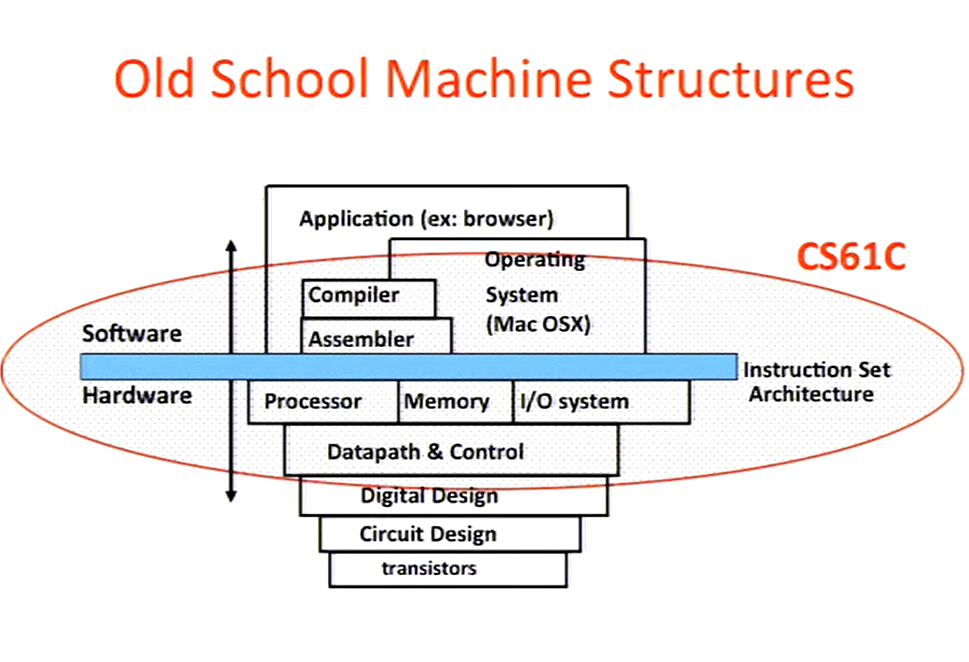 Old School Machine Structures
Application (ex: browser)
Operating
System
(Mac OSX)
CS61C
Compiler
Assembler
Software
Hardware
Instruction Set
Architecture
Processor
Memory
I/O system
Datapath & Control
Digital Design
Circuit Design
transistors